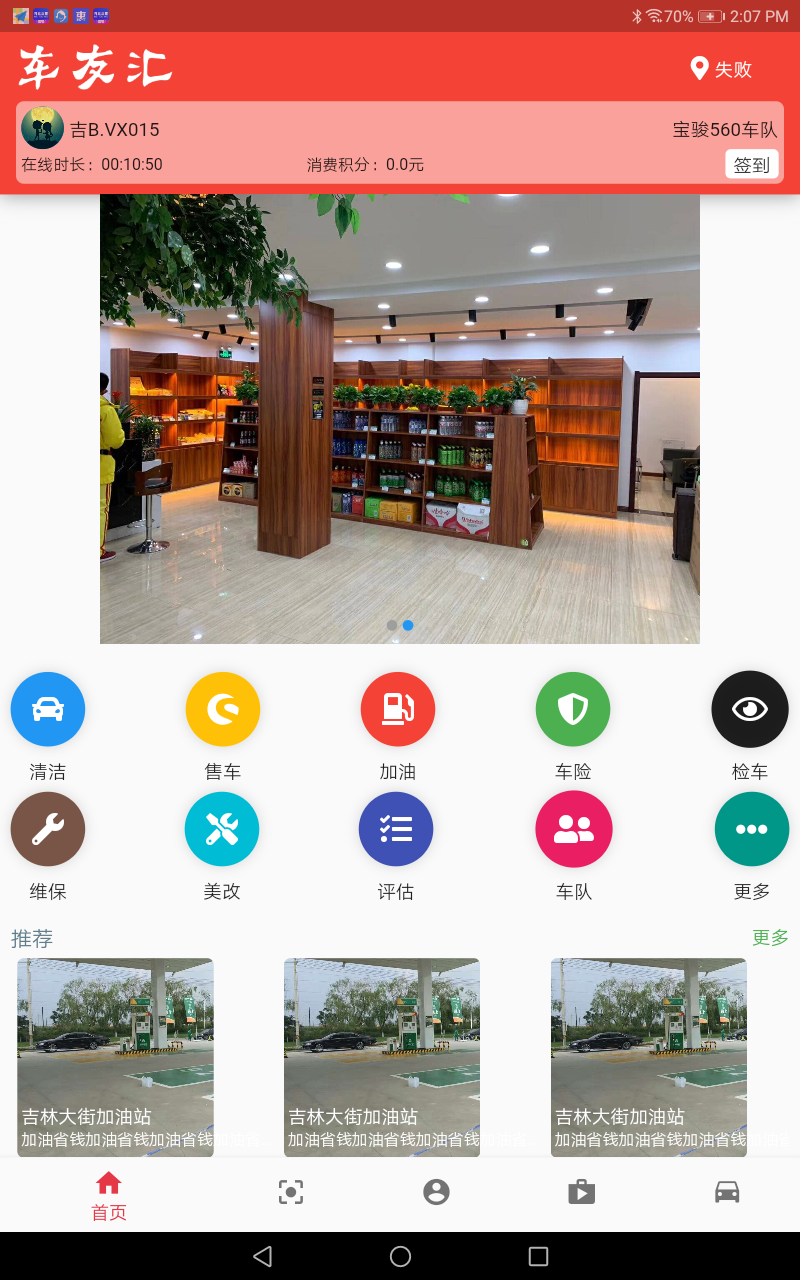 70% 2:07 PM
车友汇
失败
吉B.VX015
宝骏560车队
在线时长: 00:10:50
消费积分: 0.0元
签到
清洁
售车
加油
车险
检车
维保
美改
评估
车队
更多
推荐
更多
吉林大街加油站
加油省钱加油省钱加油省钱
吉林大街加油站
加油省钱加油省钱加油省钱
吉林大街加油站
加油省钱加油省钱加油省钱
首页